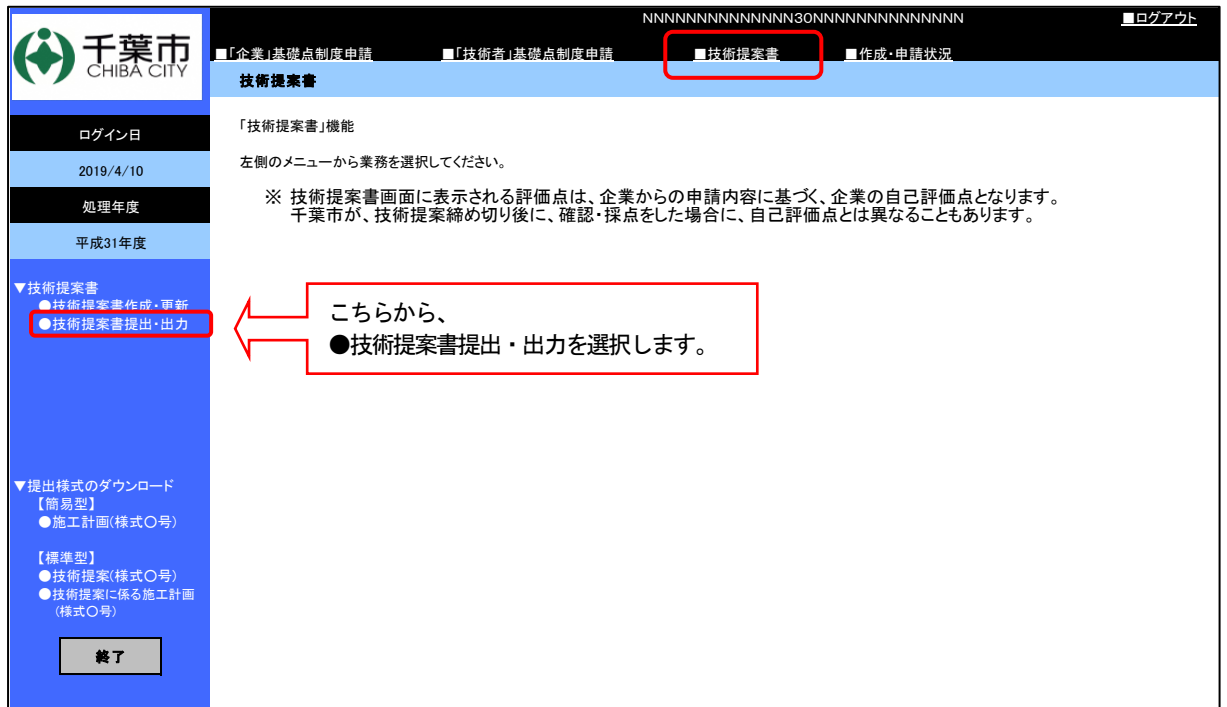 千葉市
CHIBA CITY
NNNNNNNNNNNNNN30NNNNNNNNNNNNNN
■ログアウト
■「企業」基礎点制度申請 ■「技術者」基礎点制度申請 ■技術提案書 ■作成・申請状況
技術提案書
ログイン日
2019/4/10
処理年度
平成31年度
▼技術提案書
●技術提案書作成・更新
●技術提案書提出・出力
▼提出様式のダウンロード
【簡易型】
●施工計画(様式〇号)
【標準型】
●技術提案(様式〇号)
●技術提案に係る施工計画
(様式〇号)
終了
「技術提案書」機能
左側のメニューから業務を選択してください。
※ 技術提案書画面に表示される評価点は、企業からの申請内容に基づく、企業の自己評価点となります。
千葉市が、技術提案締め切り後に、確認・採点をした場合に、自己評価点とは異なることもあります。
こちらから、
●技術提案書提出・出力を選択します。